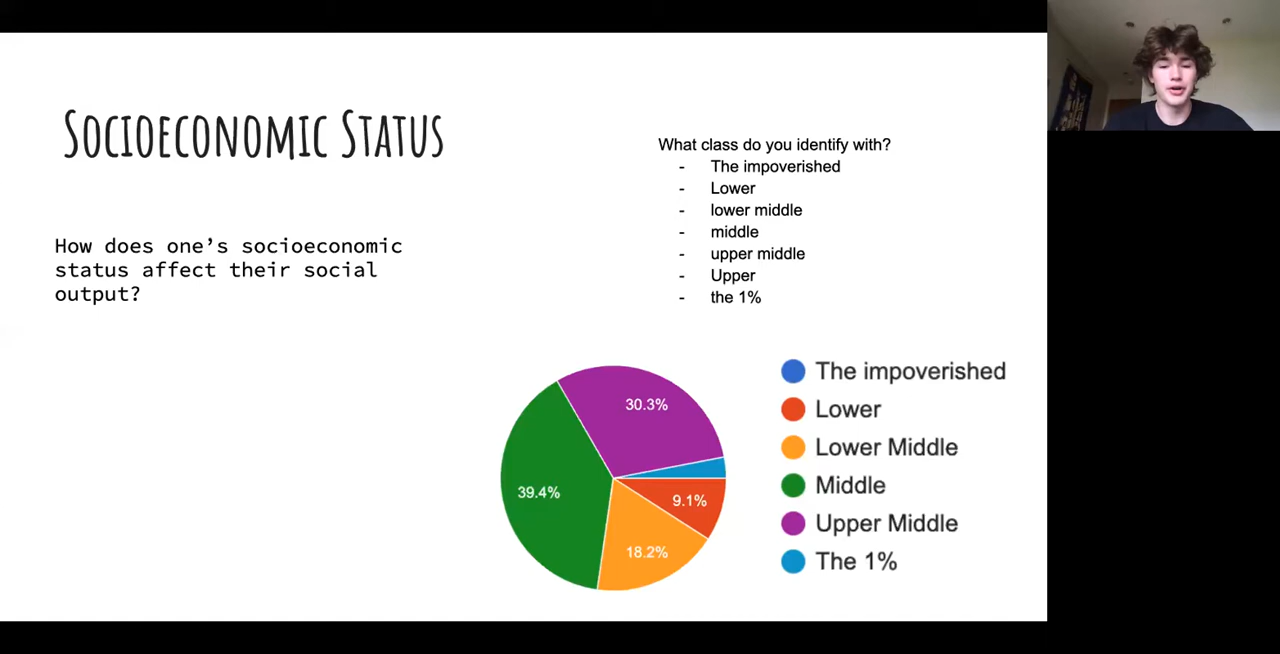 SOCIOECONOMIC STATUS
How does one's socioeconomic
status affect their social
output?
What class do you identify with?
- The impoverished
- Lower
- lower middle
- middle
- upper middle
- Upper
- the 1%
30.3%
39.4%
9.1%
18.2%
The impoverished
Lower
Lower Middle
Middle
Upper Middle
The 1%